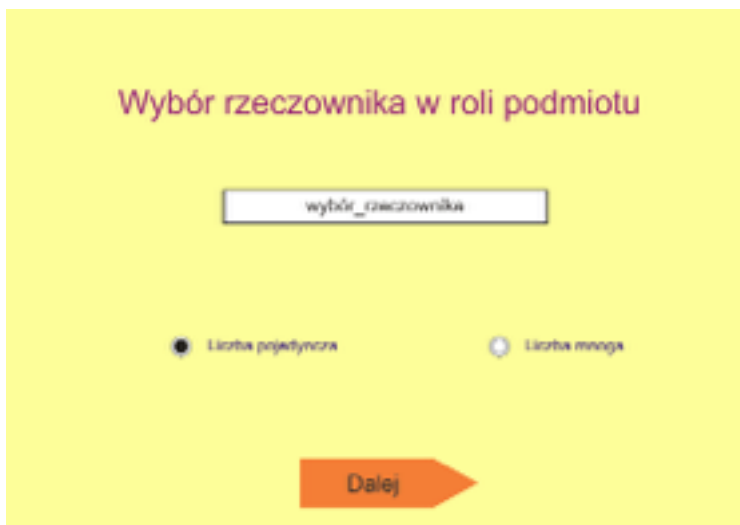 Wybór rzeczownika w roli podmiotu
wybór_rzeczownika
Liczba pojedyncza
Liczba mnoga
Dalej